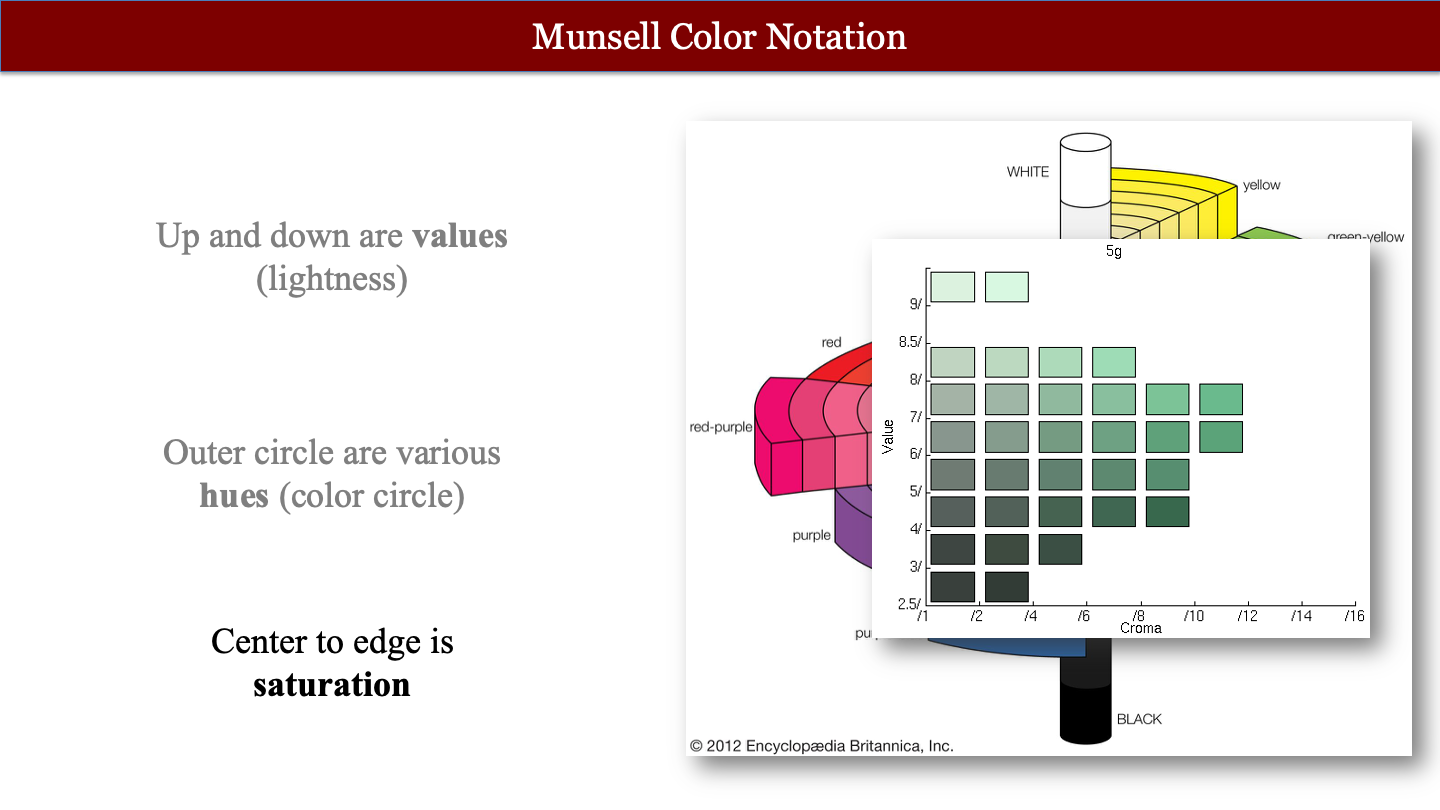 Munsell Color Notation
Up and down are values
(lightness)
Outer circle are various
hues (color circle)
Center to edge is
saturation
WHITE
yellow
green-yellow
red
red-purple
purple
BLACK
© 2012 Encyclopædia Britannica, Inc.
5g
Value
9/
8.5/
8/
7/
6/
5/
4/
3/
2.5/
/1 /2 /4 /6 /8 /10 /12 /14 /16
Croma